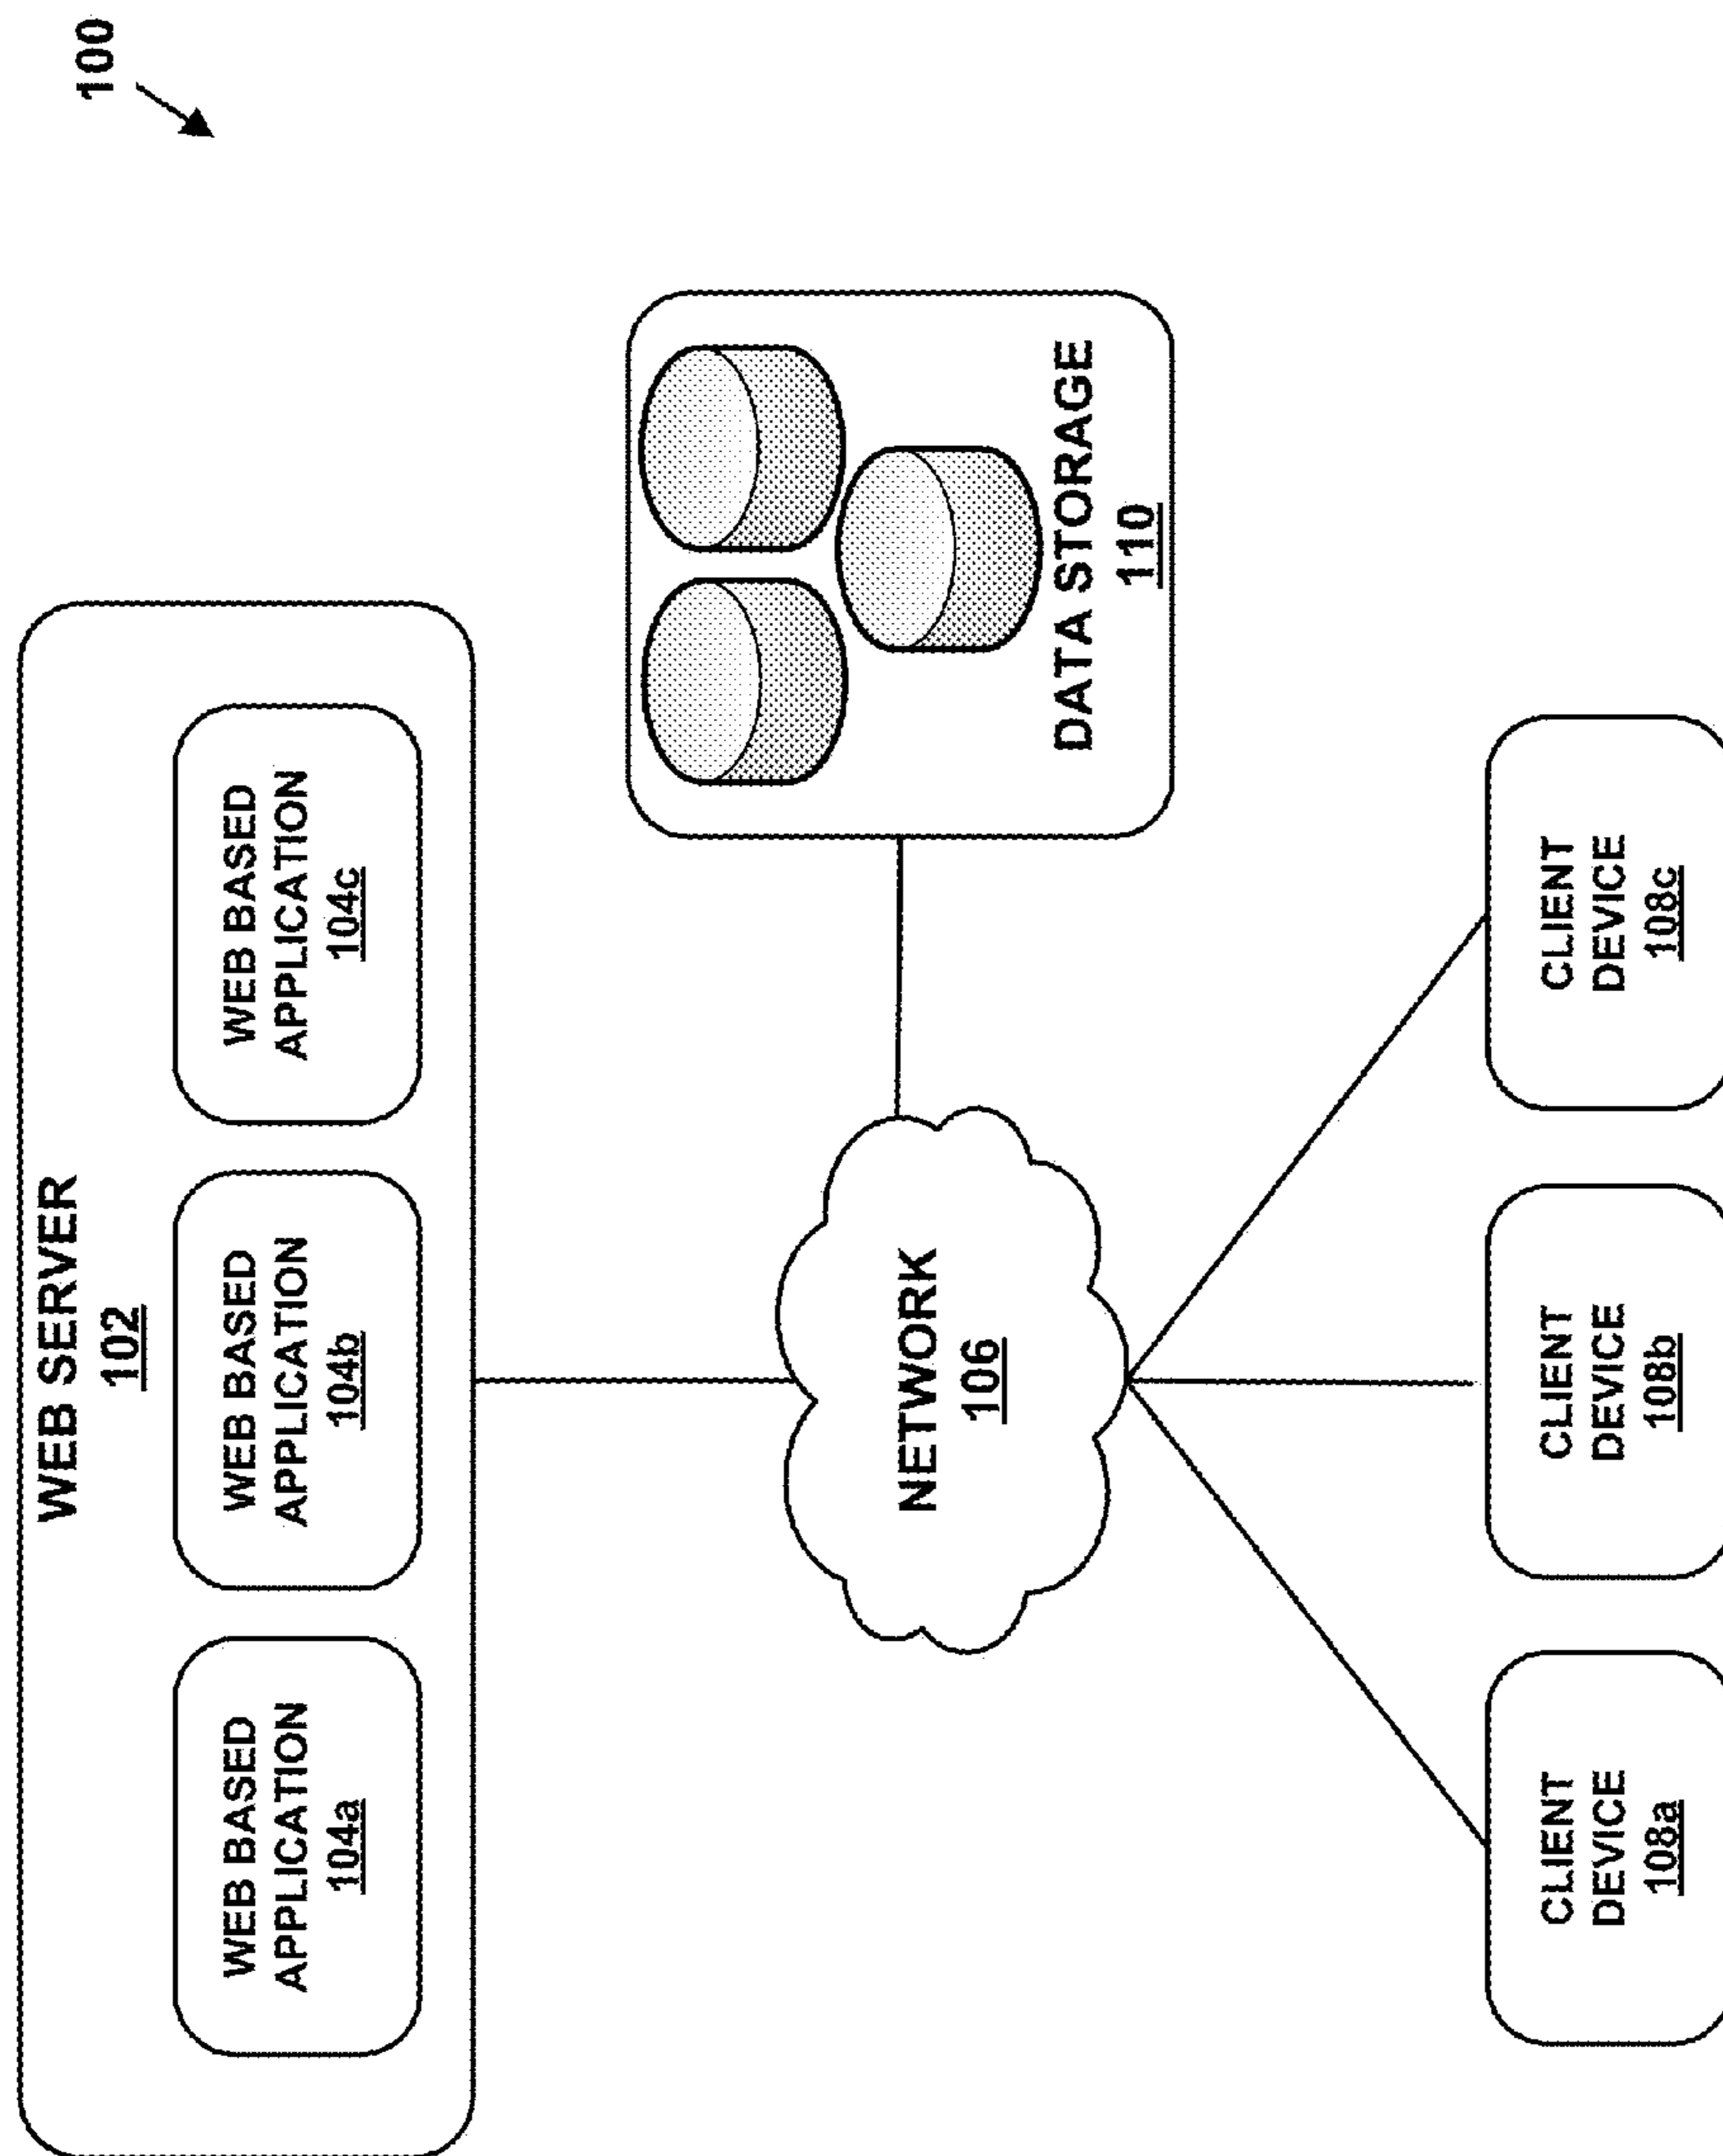 100
WEB SERVER
102
WEB BASED
APPLICATION
104a
WEB BASED
APPLICATION
104b
WEB BASED
APPLICATION
104c
NETWORK
106
DATA STORAGE
110
CLIENT
DEVICE
108a
CLIENT
DEVICE
108b
CLIENT
DEVICE
108c